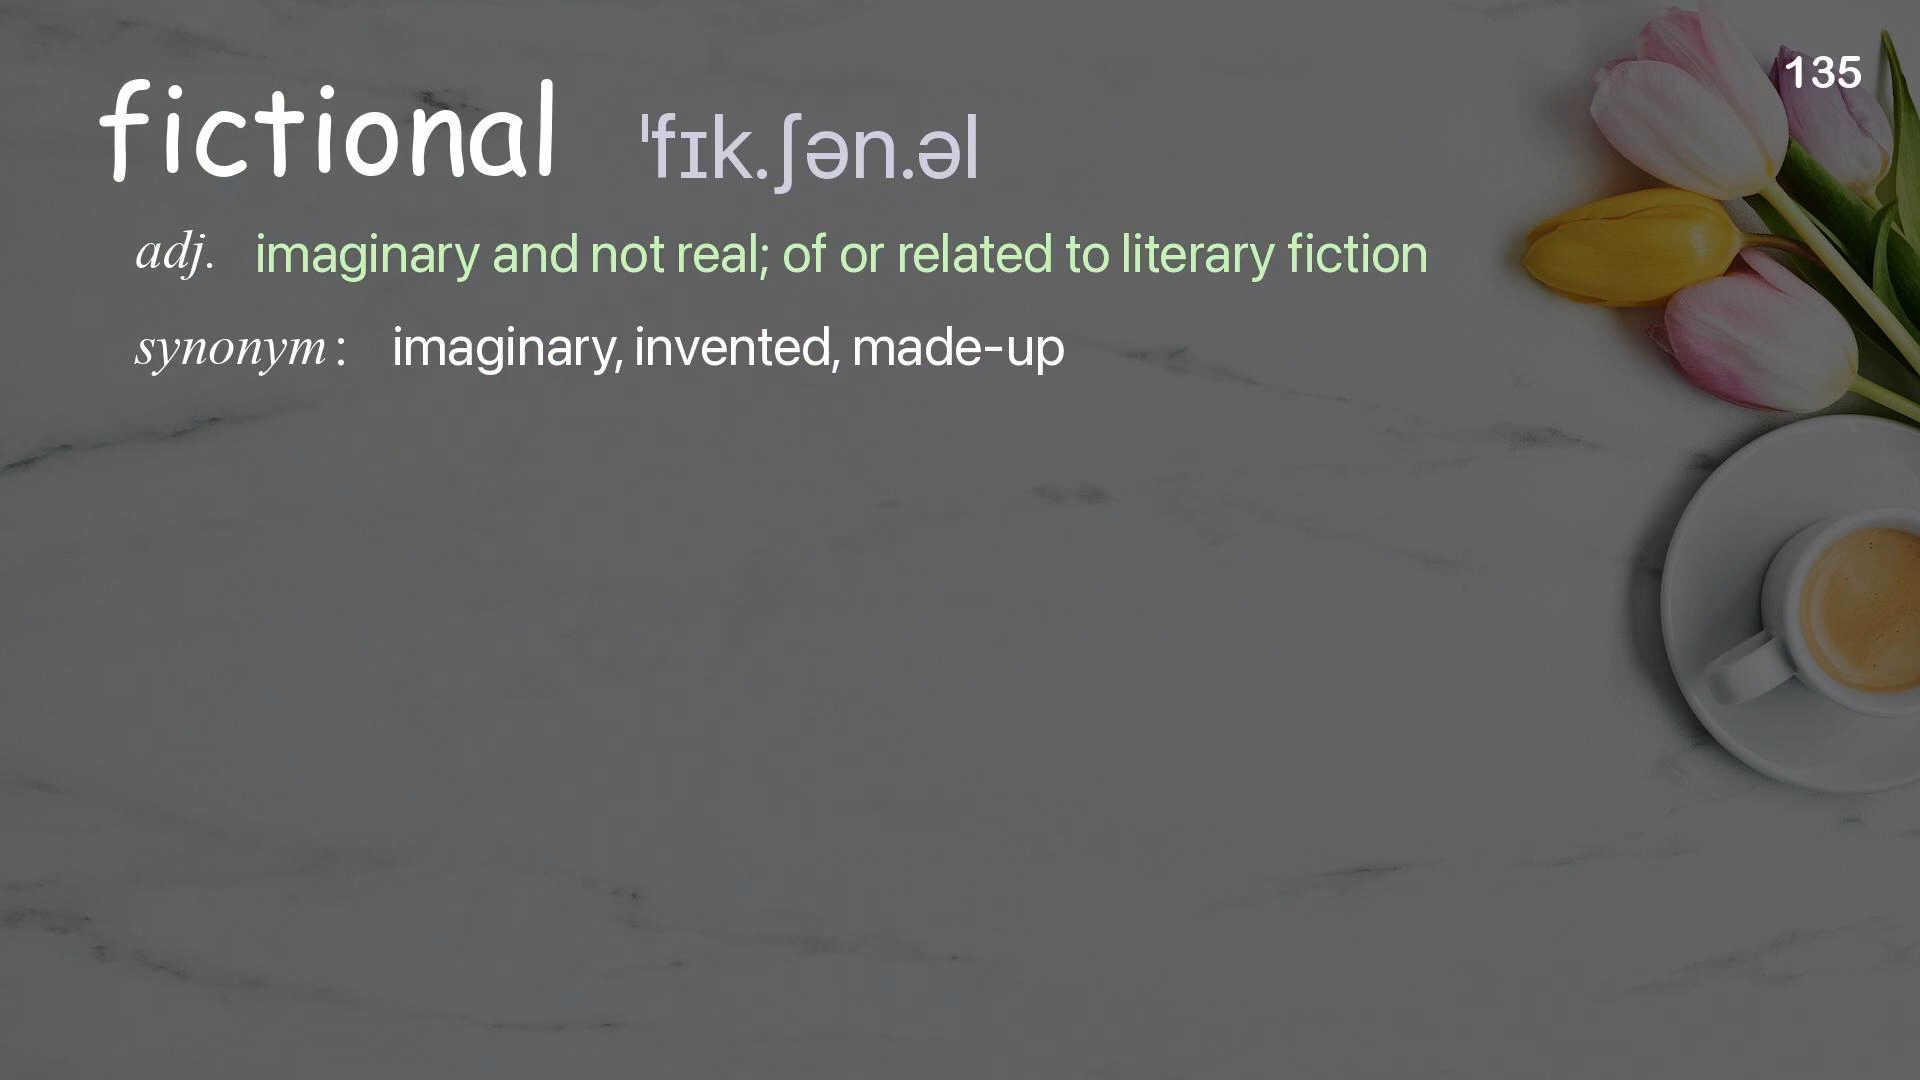 135
fictional ˈfɪk.ʃən.əl
adj. imaginary and not real; of or related to literary fiction
synonym: imaginary, invented, made-up